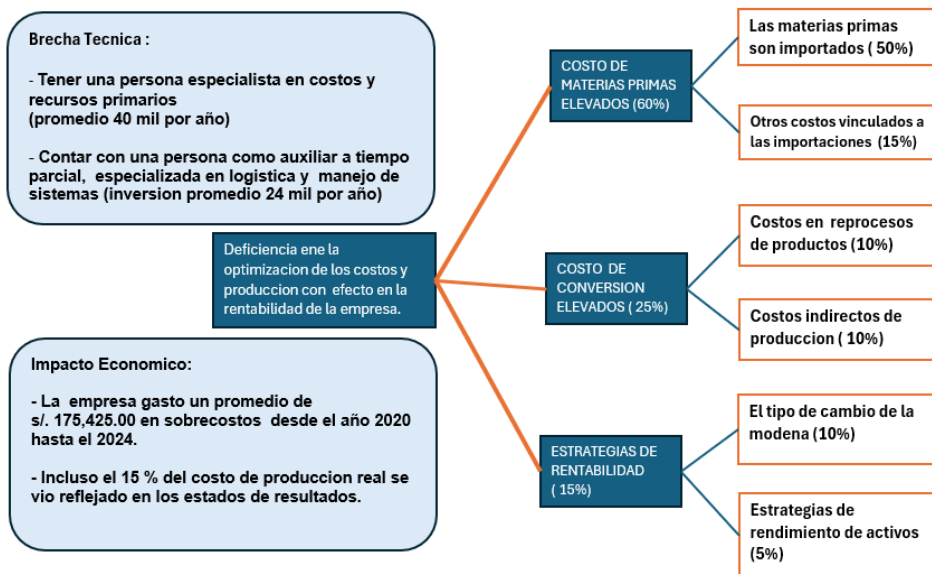 Brecha Tecnica :
- Tener una persona especialista en costos y
recursos primarios
(promedio 40 mil por año)
- Contar con una persona como auxiliar a tiempo
parcial, especializada en logistica y manejo de
sistemas (inversion promedio 24 mil por año)
Deficiencia ene la
optimizacion de los costos y
produccion con efecto en la
rentabilidad de la empresa.
Impacto Economico:
- La empresa gasto un promedio de
s/. 175,425.00 en sobrecostos desde el año 2020
hasta el 2024.
- Incluso el 15 % del costo de produccion real se
vio reflejado en los estados de resultados.
COSTO DE
MATERIAS PRIMAS
ELEVADOS (60%)
Las materias primas
son importados ( 50%)
Otros costos vinculados a
las importaciones (15%)
COSTO DE
CONVERSION
ELEVADOS ( 25%)
Costos en reprocesos
de productos (10%)
Costos indirectos de
produccion ( 10%)
ESTRATEGIAS DE
RENTABILIDAD
( 15%)
El tipo de cambio de la
modena (10%)
Estrategias de
rendimiento de activos
(5%)